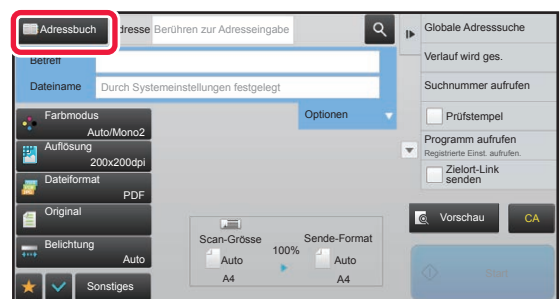 Adressbuch
Adresse Berühren zur Adresseingabe
Betreff
Dateiname Durch Systemeinstellungen festgelegt
Optionen
Farbmodus
Auto/Mono2
Auflösung
200x200dpi
Dateiformat
PDF
Original
Belichtung
Auto
Sonstiges
Scan-Grösse
Auto
A4
100%
Sende-Format
Auto
A4
Globale Adresssuche
Verlauf wird ges.
Suchnummer aufrufen
Prüfstempel
Programm aufrufen
Registrierte Einst. aufrufen.
Zielort-Link
senden
Vorschau
CA
Start